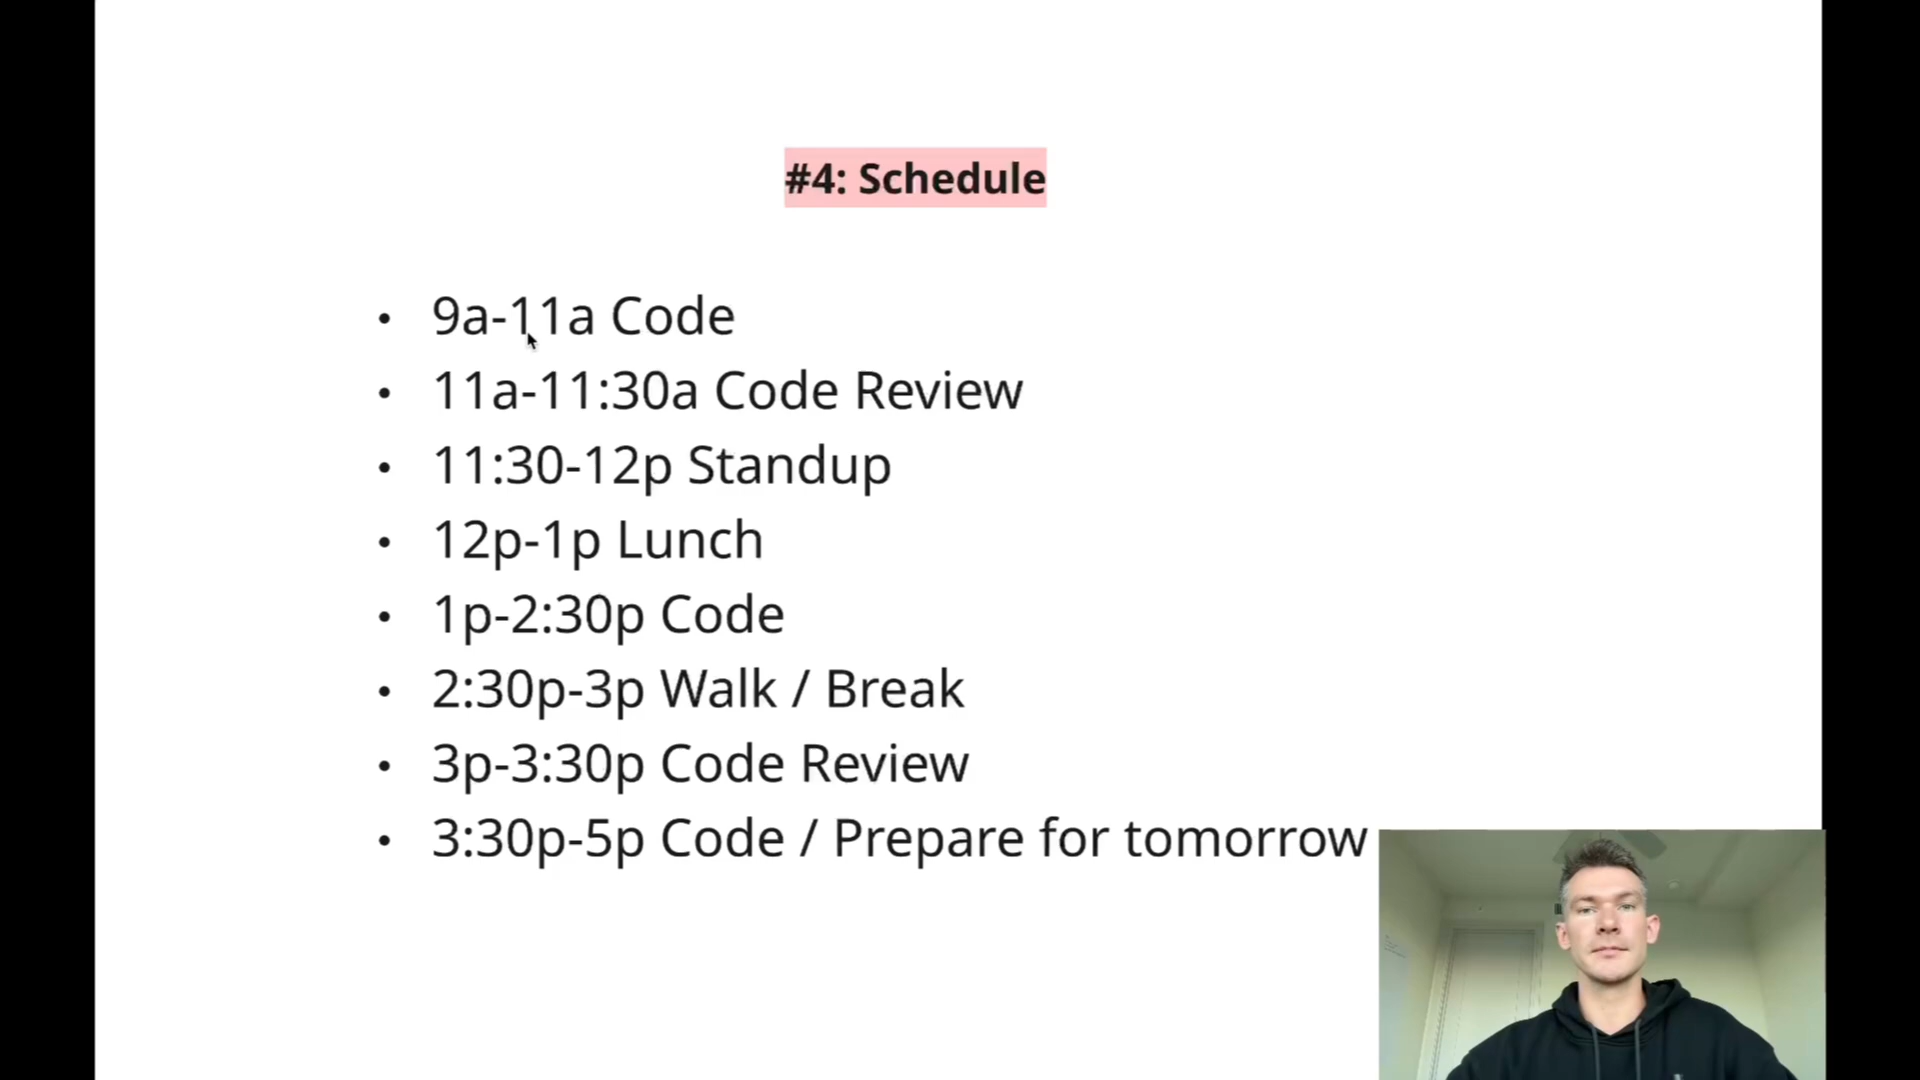 #4: Schedule
• 9a-11a Code
• 11a-11:30a Code Review
• 11:30-12p Standup
• 12p-1p Lunch
• 1p-2:30p Code
• 2:30p-3p Walk / Break
• 3p-3:30p Code Review
• 3:30p-5p Code / Prepare for tomorrow